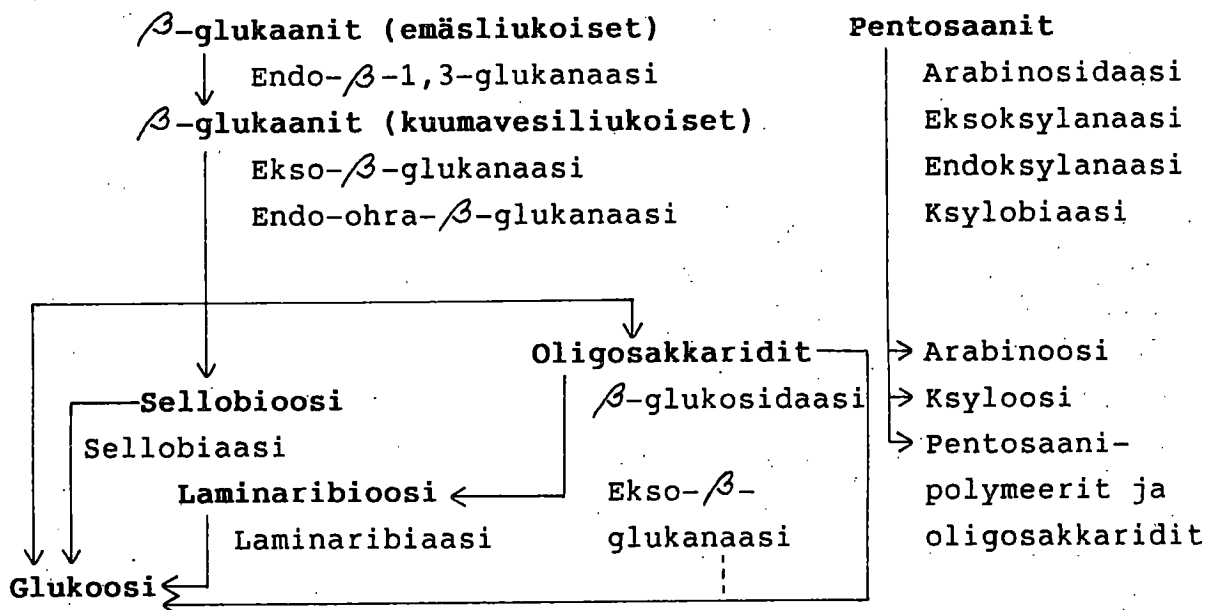 β-glukaanit (emäsliukoiset)
Endo-β-1,3-glukanaasi
β-glukaanit (kuumavesiliukoiset)
Ekso-β-glukanaasi
Endo-ohra-β-glukanaasi
Oligosakkaridit
β-glukosidaasi
Sellobioosi
Sellobiaasi
Laminaribioosi
Laminaribiaasi
Ekso-β-
glukanaasi
Glukoosi
Pentosaanit
Arabinosidaasi
Eksoksylanaasi
Endoksylanaasi
Ksylobiaasi
Arabinoosi
Ksyloosi
Pentosaani-
polymeerit ja
oligosakkaridit